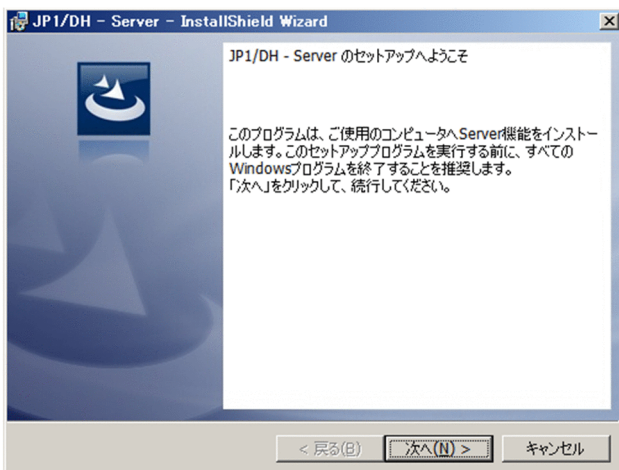 JP1/DH - Server - InstallShield Wizard
JP1/DH - Server のセットアップへようこそ
このプログラムは、ご使用のコンピュータへServer機能をインストー
ルします。このセットアッププログラムを実行する前に、すべての
Windowsプログラムを終了することを推奨します。
「次へ」をクリックして、続行してください。
< 戻る(B)
次へ(N) >
キャンセル